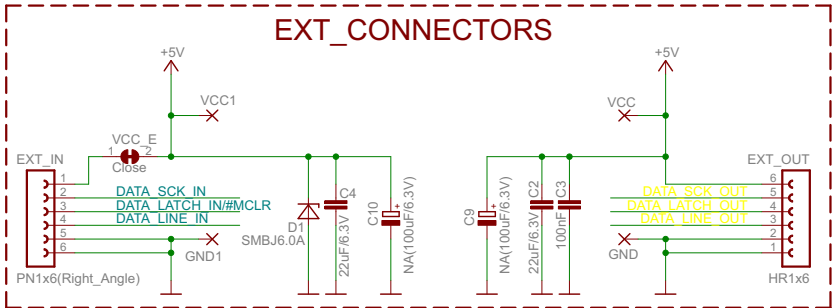 EXT_CONNECTORS
+5V
+5V
VCC1
VCC
VCC_E
1 2
Close
EXT_IN
1
2
3
4
5
6
DATA_SCK_IN
DATA_LATCH_IN/#MCLR
DATA_LINE_IN
GND1
PN1x6(Right_Angle)
D1
SMBJ6.0A
C4
22uF/6.3V
C10
NA(100uF/6.3V)
C9
NA(100uF/6.3V)
C2
22uF/6.3V
C3
100nF
EXT_OUT
6
5
4
3
2
1
DATA_SCK_OUT
DATA_LATCH_OUT
DATA_LINE_OUT
GND
HR1x6